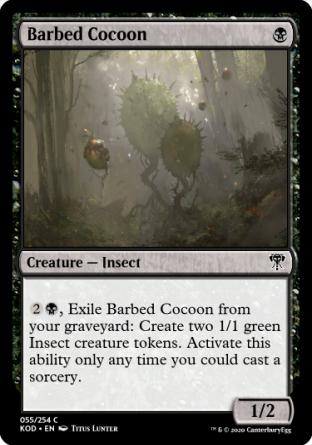 Barbed Cocoon
Creature — Insect
2, Exile Barbed Cocoon from
your graveyard: Create two 1/1 green
Insect creature tokens. Activate this
ability only any time you could cast a
sorcery.
1/2
055/254 C
KOD • EN Titus Lunter
™ & © 2020 CanterburyEgg